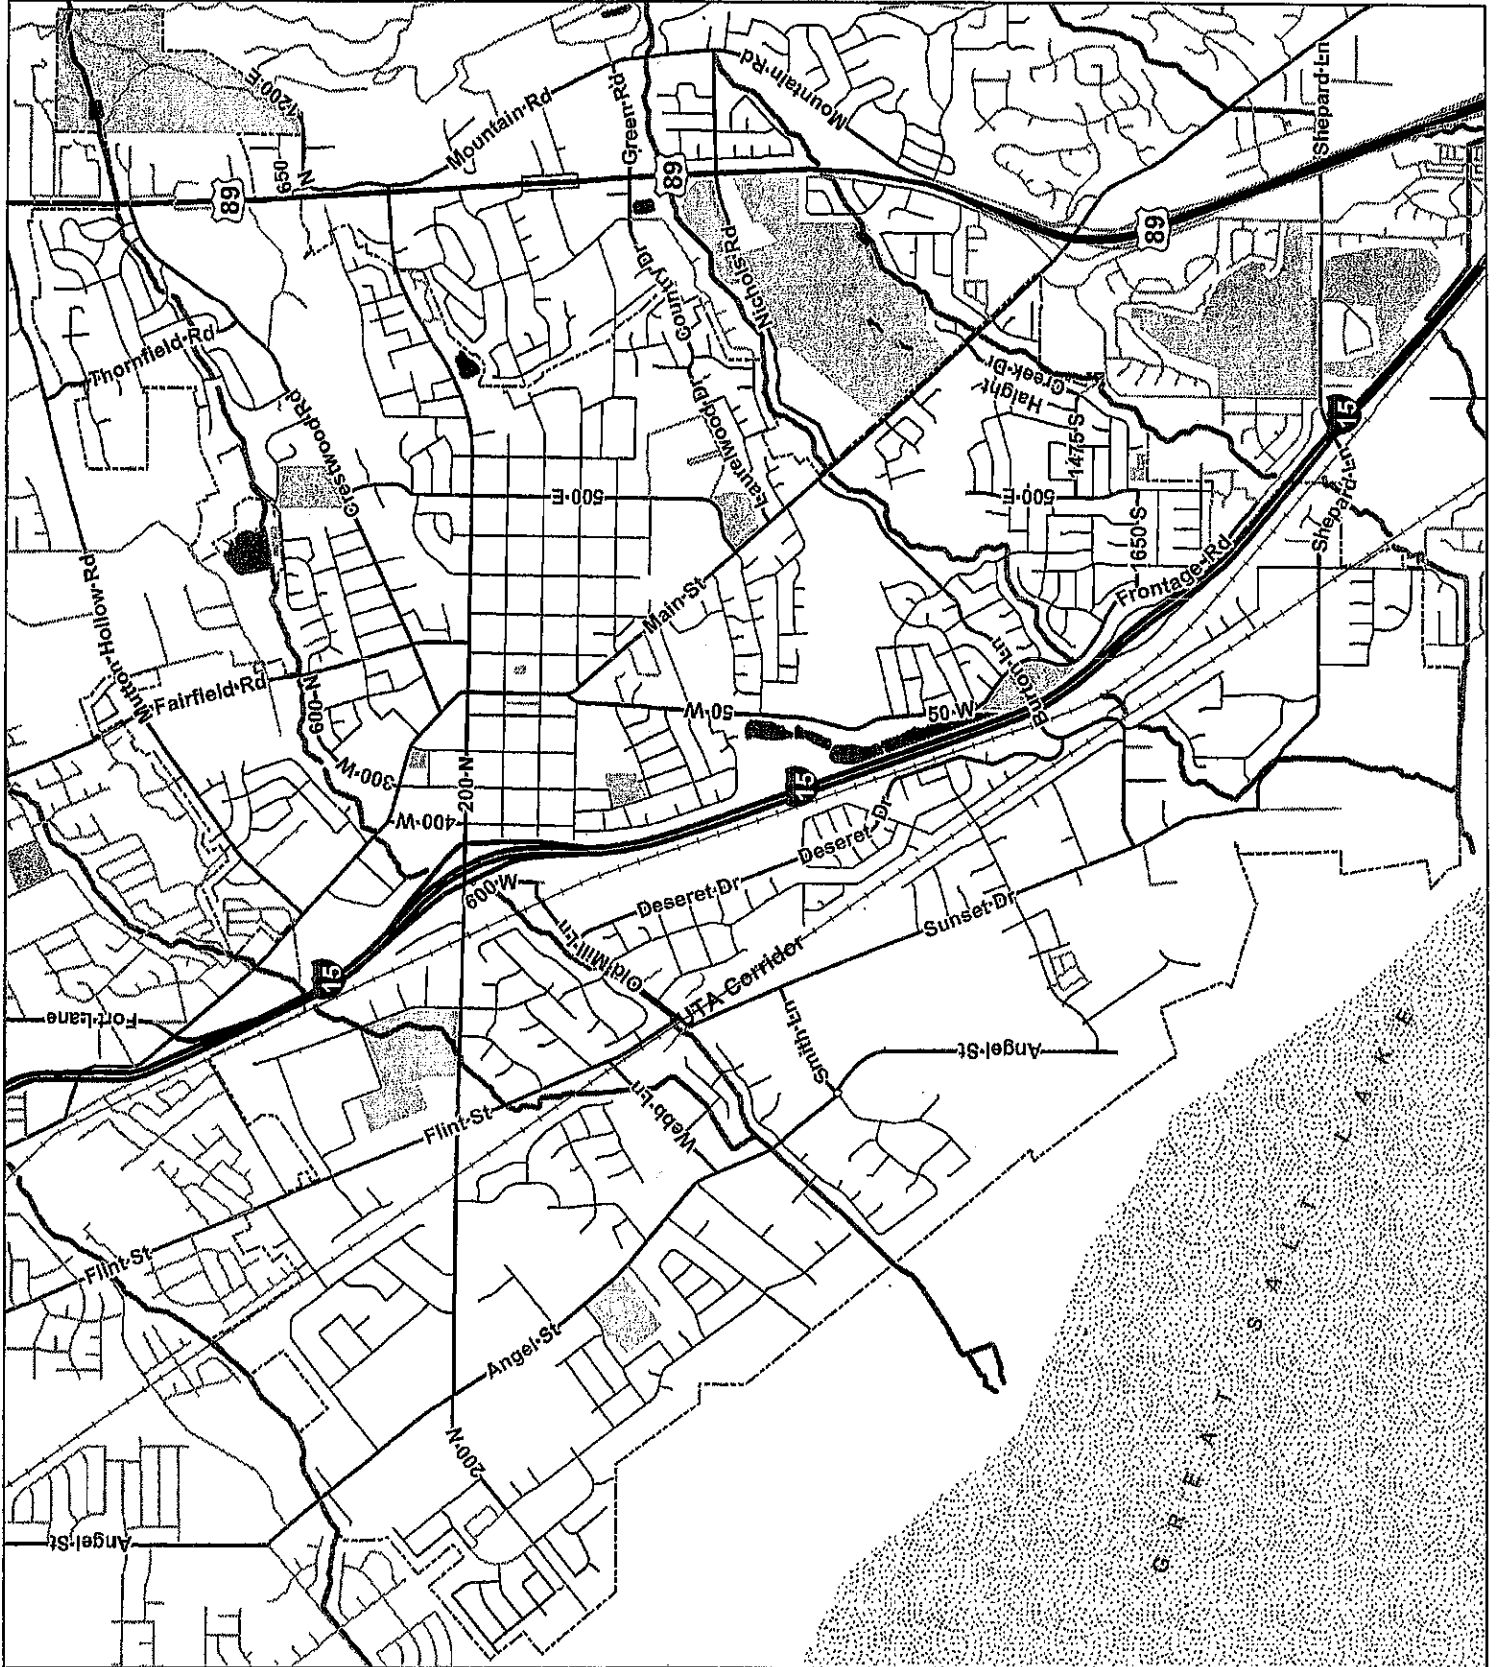 1200 E
Mountain Rd
Green Rd
Mountain Rd
Shepard Ln
650 N
89
89
89
Thornfield Rd
Country Dr
Nichols Rd
Crestwood Rd
Laurelwood Dr
Haight Creek Dr
15
1475 S
500 E
500 E
Shepard Ln
1650 S
Frontage Rd
Mutton Hollow Rd
Main St
Fairfield Rd
600 N
Burton Ln
50 W
50 W
300 W
200 N
15
400 W
Deseret Dr
600 W
Deseret Dr
Sunset Dr
Old Mill Ln
UTA Corridor
15
Fort Lane
Smith Ln
Angel St
Webb Ln
Flint St
Flint St
Angel St
200 N
Angel St
GREAT SALT LAKE